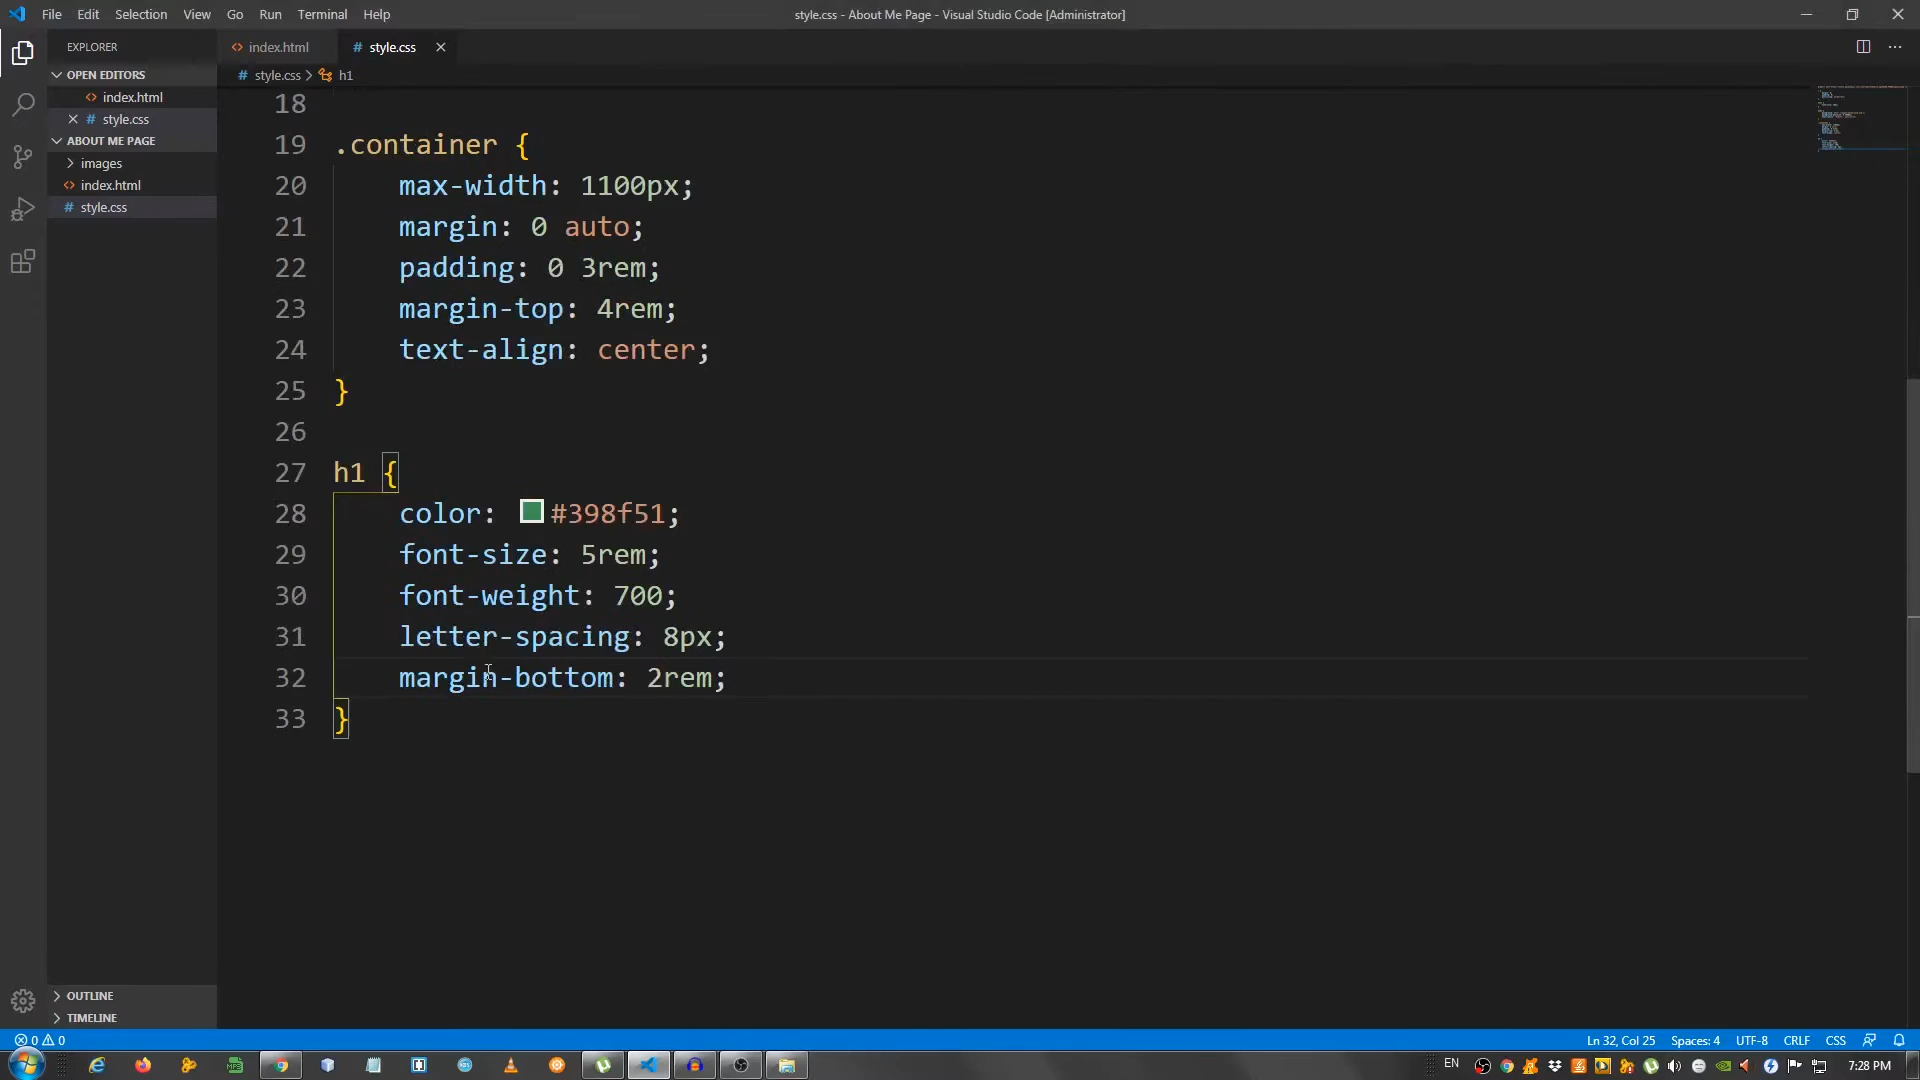 File Edit Selection View Go Run Terminal Help style.css - About Me Page - Visual Studio Code [Administrator]
EXPLORER index.html # style.css
OPEN EDITORS # style.css > h1
index.html
# style.css
ABOUT ME PAGE
images
index.html
# style.css
18
19 .container {
20 max-width: 1100px;
21 margin: 0 auto;
22 padding: 0 3rem;
23 margin-top: 4rem;
24 text-align: center;
25 }
26
27 h1 {
28 color: #398f51;
29 font-size: 5rem;
30 font-weight: 700;
31 letter-spacing: 8px;
32 margin-bottom: 2rem;
33 }
OUTLINE
TIMELINE
0 0 Ln 32, Col 25 Spaces: 4 UTF-8 CRLF CSS
EN 7:28 PM